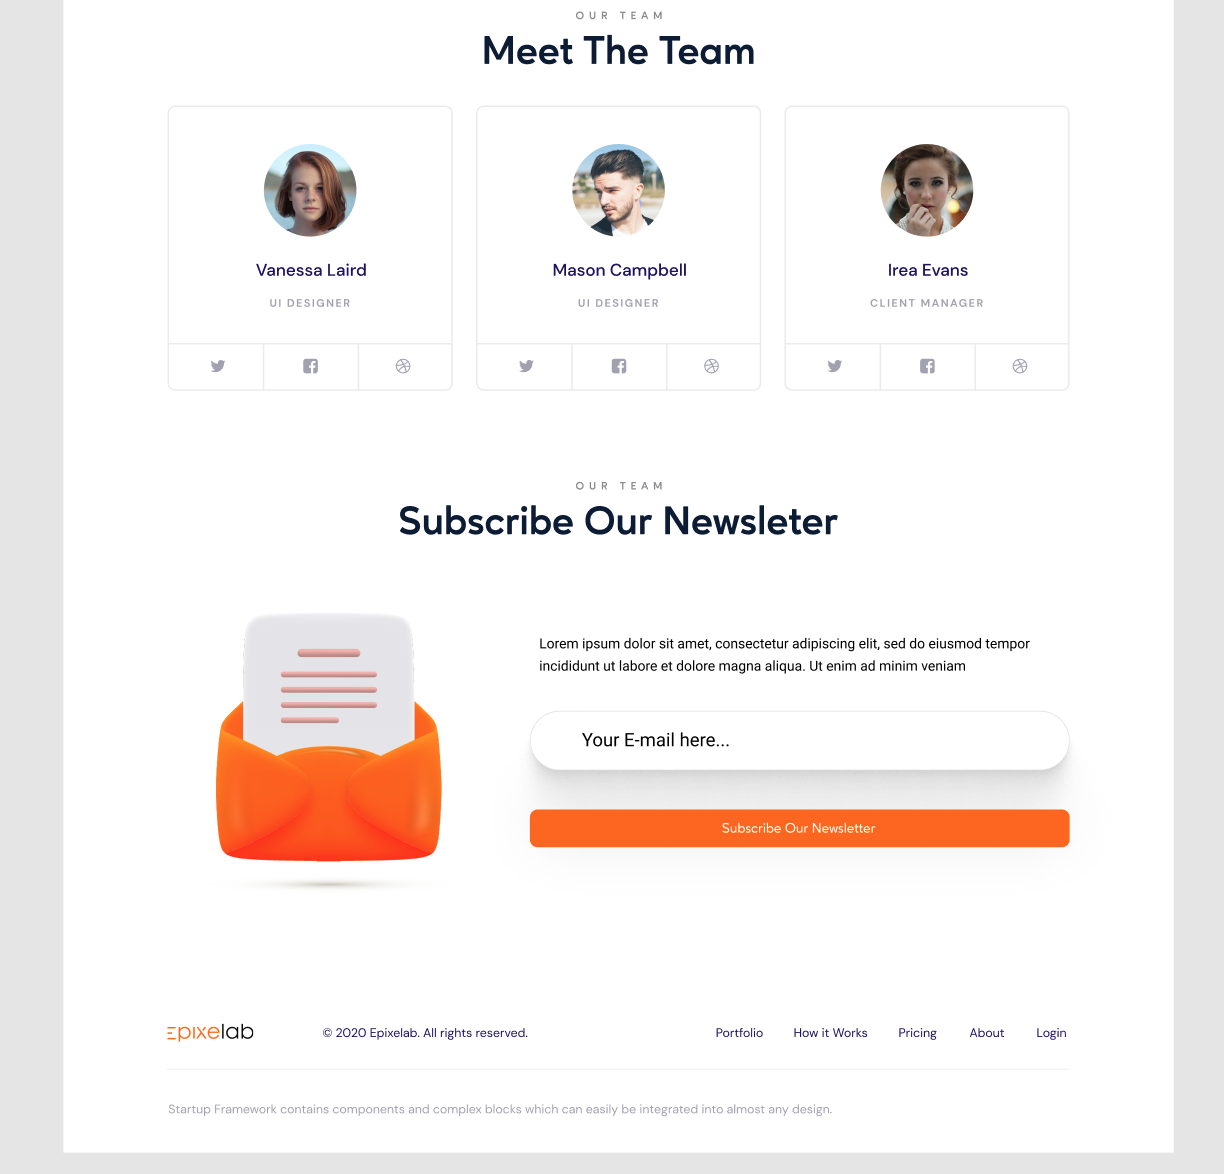 OUR TEAM
Meet The Team
Vanessa Laird
UI DESIGNER
Mason Campbell
UI DESIGNER
Irea Evans
CLIENT MANAGER
OUR TEAM
Subscribe Our Newsleter
Lorem ipsum dolor sit amet, consectetur adipiscing elit, sed do eiusmod tempor
incididunt ut labore et dolore magna aliqua. Ut enim ad minim veniam
Your E-mail here...
Subscribe Our Newsletter
Epixelab
© 2020 Epixelab. All rights reserved.
Portfolio
How it Works
Pricing
About
Login
Startup Framework contains components and complex blocks which can easily be integrated into almost any design.